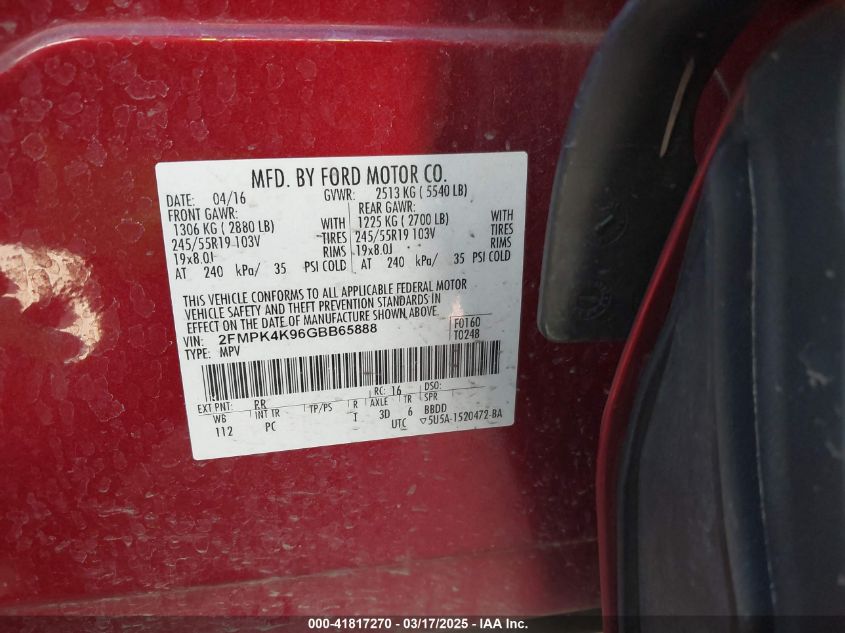 MFD. BY FORD MOTOR CO.
DATE: 04/16 GVWR: 2513 KG ( 5540 LB)
FRONT GAWR: REAR GAWR:
1306 KG ( 2880 LB) WITH 1225 KG ( 2700 LB) WITH
245/55R19 103V TIRES 245/55R19 103V TIRES
19x8.0J RIMS 19x8.0J RIMS
AT 240 kPa/ 35 PSI COLD AT 240 kPa/ 35 PSI COLD
THIS VEHICLE CONFORMS TO ALL APPLICABLE FEDERAL MOTOR
VEHICLE SAFETY AND THEFT PREVENTION STANDARDS IN
EFFECT ON THE DATE OF MANUFACTURE SHOWN ABOVE.
VIN: 2FMPK4K96GBB65888 F0160
TYPE: MPV T0248
EXT PNT: RR RC: 16 DSO:
WB INT TR TP/PS R AXLE TR SPR
112 PC T 3D 6 BBDD
UTC ▽5U5A-1520472-BA
000-41817270 - 03/17/2025 - IAA Inc.